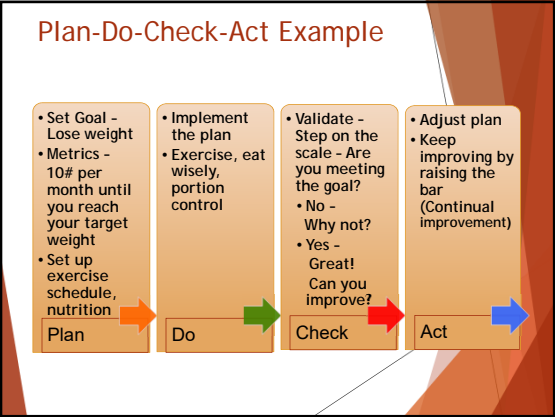 Plan-Do-Check-Act Example
• Set Goal –
Lose weight
• Metrics –
10# per
month until
you reach
your target
weight
• Set up
exercise
schedule,
nutrition
Plan
• Implement
the plan
• Exercise, eat
wisely,
portion
control
Do
• Validate –
Step on the
scale – Are
you meeting
the goal?
• No –
Why not?
• Yes –
Great!
Can you
improve?
Check
• Adjust plan
• Keep
improving by
raising the
bar
(Continual
improvement)
Act